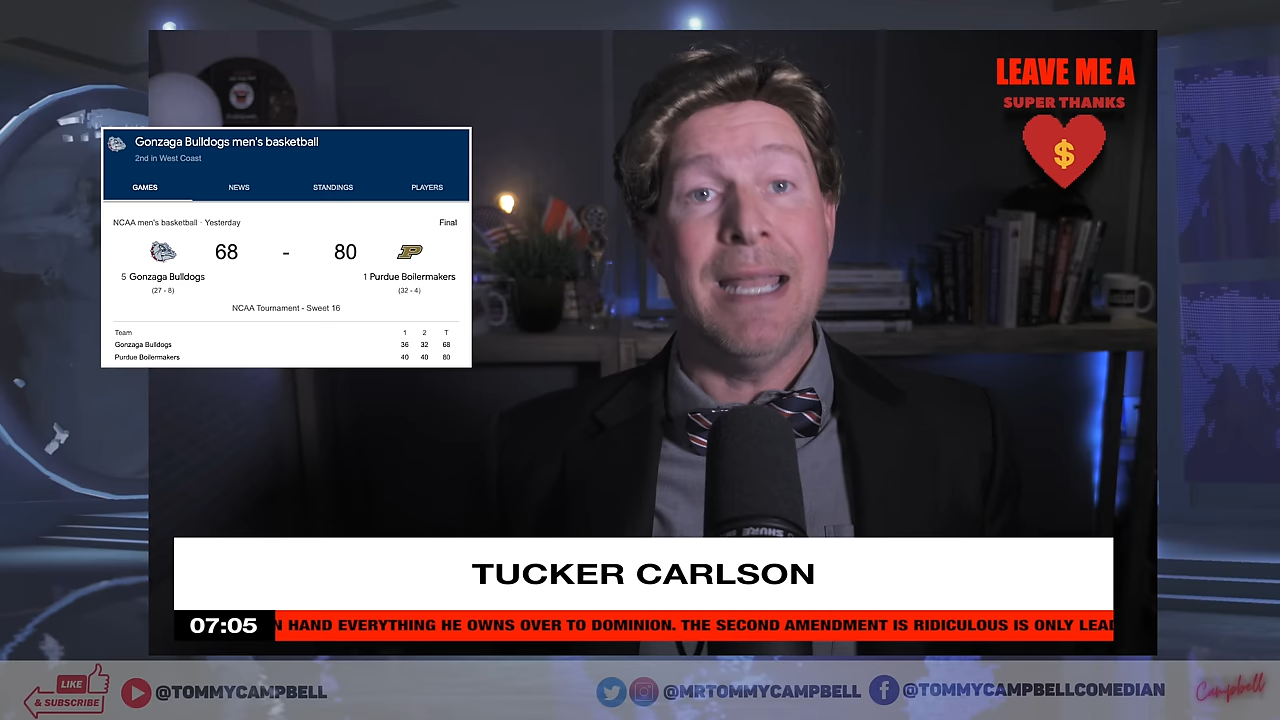 LEAVE ME A
SUPER THANKS
$
Gonzaga Bulldogs men's basketball
2nd in West Coast
GAMES NEWS STANDINGS PLAYERS
NCAA men's basketball · Yesterday Final
68 - 80 P
5 Gonzaga Bulldogs 1 Purdue Boilermakers
(27 - 8) (32 - 4)
NCAA Tournament - Sweet 16
Team 1 2 T
Gonzaga Bulldogs 36 32 68
Purdue Boilermakers 40 40 80
SHURE
TUCKER CARLSON
07:05 N HAND EVERYTHING HE OWNS OVER TO DOMINION. THE SECOND AMENDMENT IS RIDICULOUS IS ONLY LEAD
LIKE
& SUBSCRIBE
@TOMMYCAMPBELL @MRTOMMYCAMPBELL @TOMMYCAMPBELLCOMEDIAN Campbell